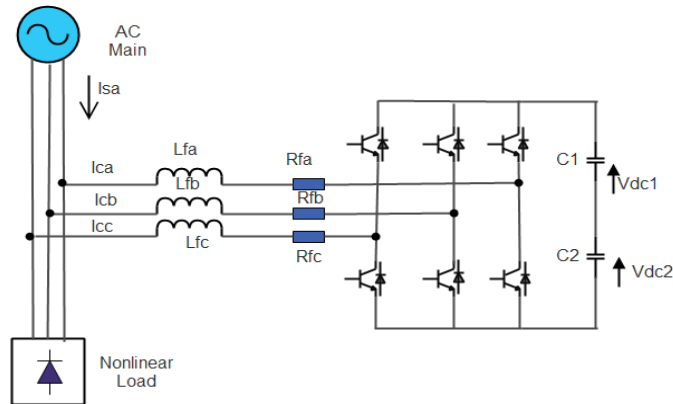 AC
Main
Isa
Lfa
Rfa
Ica
Lfb
Icb
Rfb
Icc
Lfc
Rfc
C1
Vdc1
C2
Vdc2
Nonlinear
Load